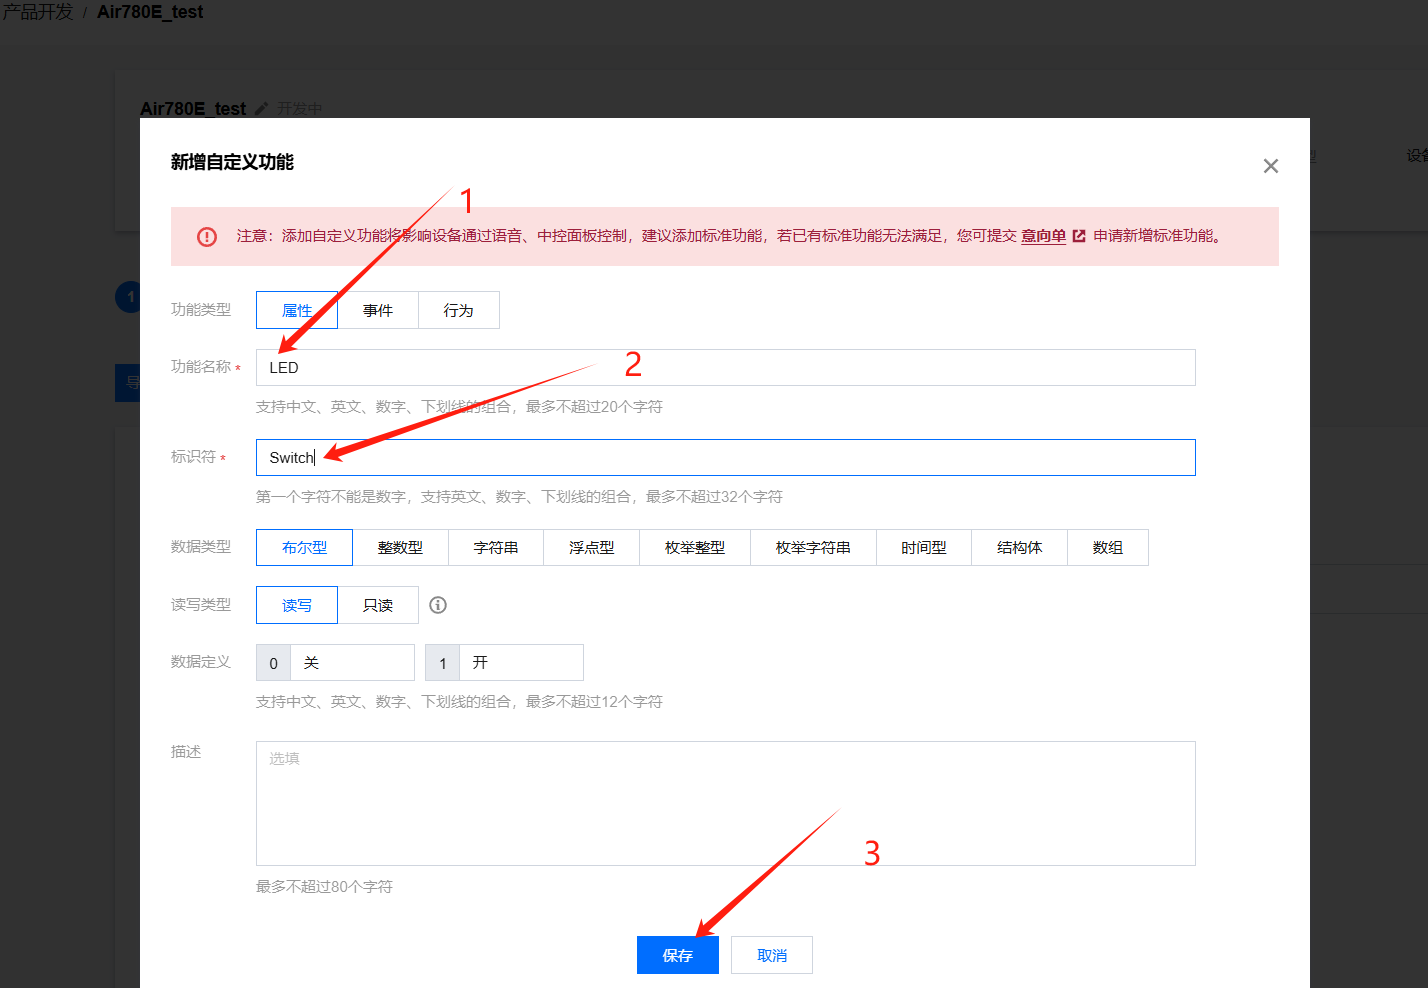 产品开发 / Air780E_test
Air780E_test 开发中
设备
新增自定义功能
1
注意：添加自定义功能将影响设备通过语音、中控面板控制，建议添加标准功能，若已有标准功能无法满足，您可提交 意向单 申请新增标准功能。
1
功能类型 属性 事件 行为
功能名称 * LED
2
支持中文、英文、数字、下划线的组合，最多不超过20个字符
导
标识符 * Switch
第一个字符不能是数字，支持英文、数字、下划线的组合，最多不超过32个字符
数据类型 布尔型 整数型 字符串 浮点型 枚举整型 枚举字符串 时间型 结构体 数组
读写类型 读写 只读
数据定义 0 关 1 开
支持中文、英文、数字、下划线的组合，最多不超过12个字符
描述 选填
3
最多不超过80个字符
保存 取消